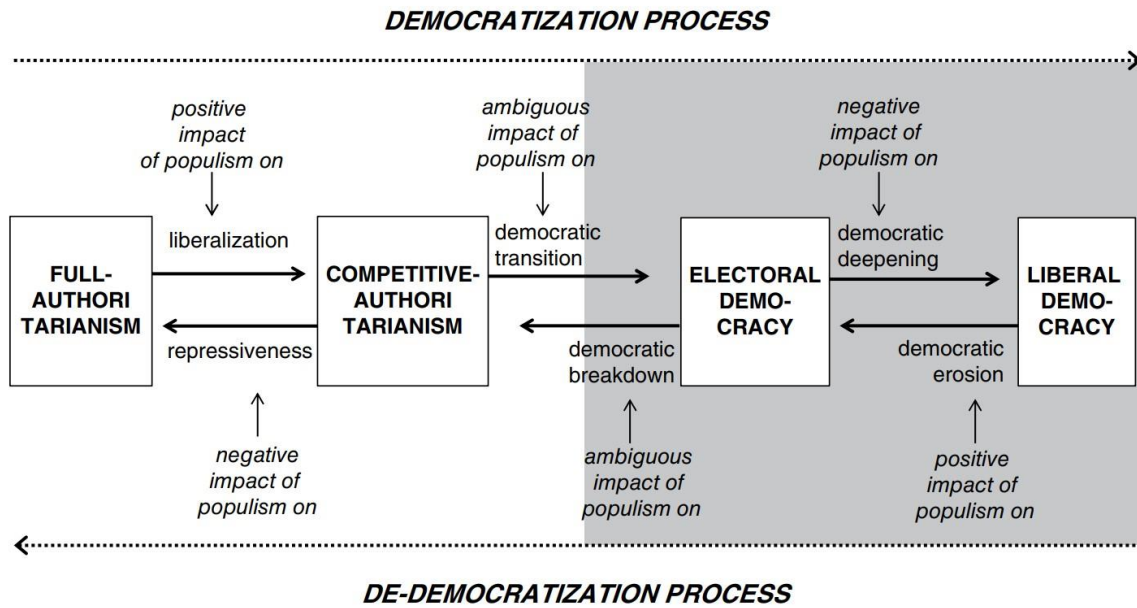 DEMOCRATIZATION PROCESS
positive
impact
of populism on
ambiguous
impact of
populism on
negative
impact of
populism on
liberalization
democratic
transition
democratic
deepening
FULL-
AUTHORI
TARIANISM
COMPETITIVE-
AUTHORI
TARIANISM
ELECTORAL
DEMO-
CRACY
LIBERAL
DEMO-
CRACY
repressiveness
democratic
breakdown
democratic
erosion
negative
impact of
populism on
ambiguous
impact of
populism on
positive
impact of
populism on
DE-DEMOCRATIZATION PROCESS